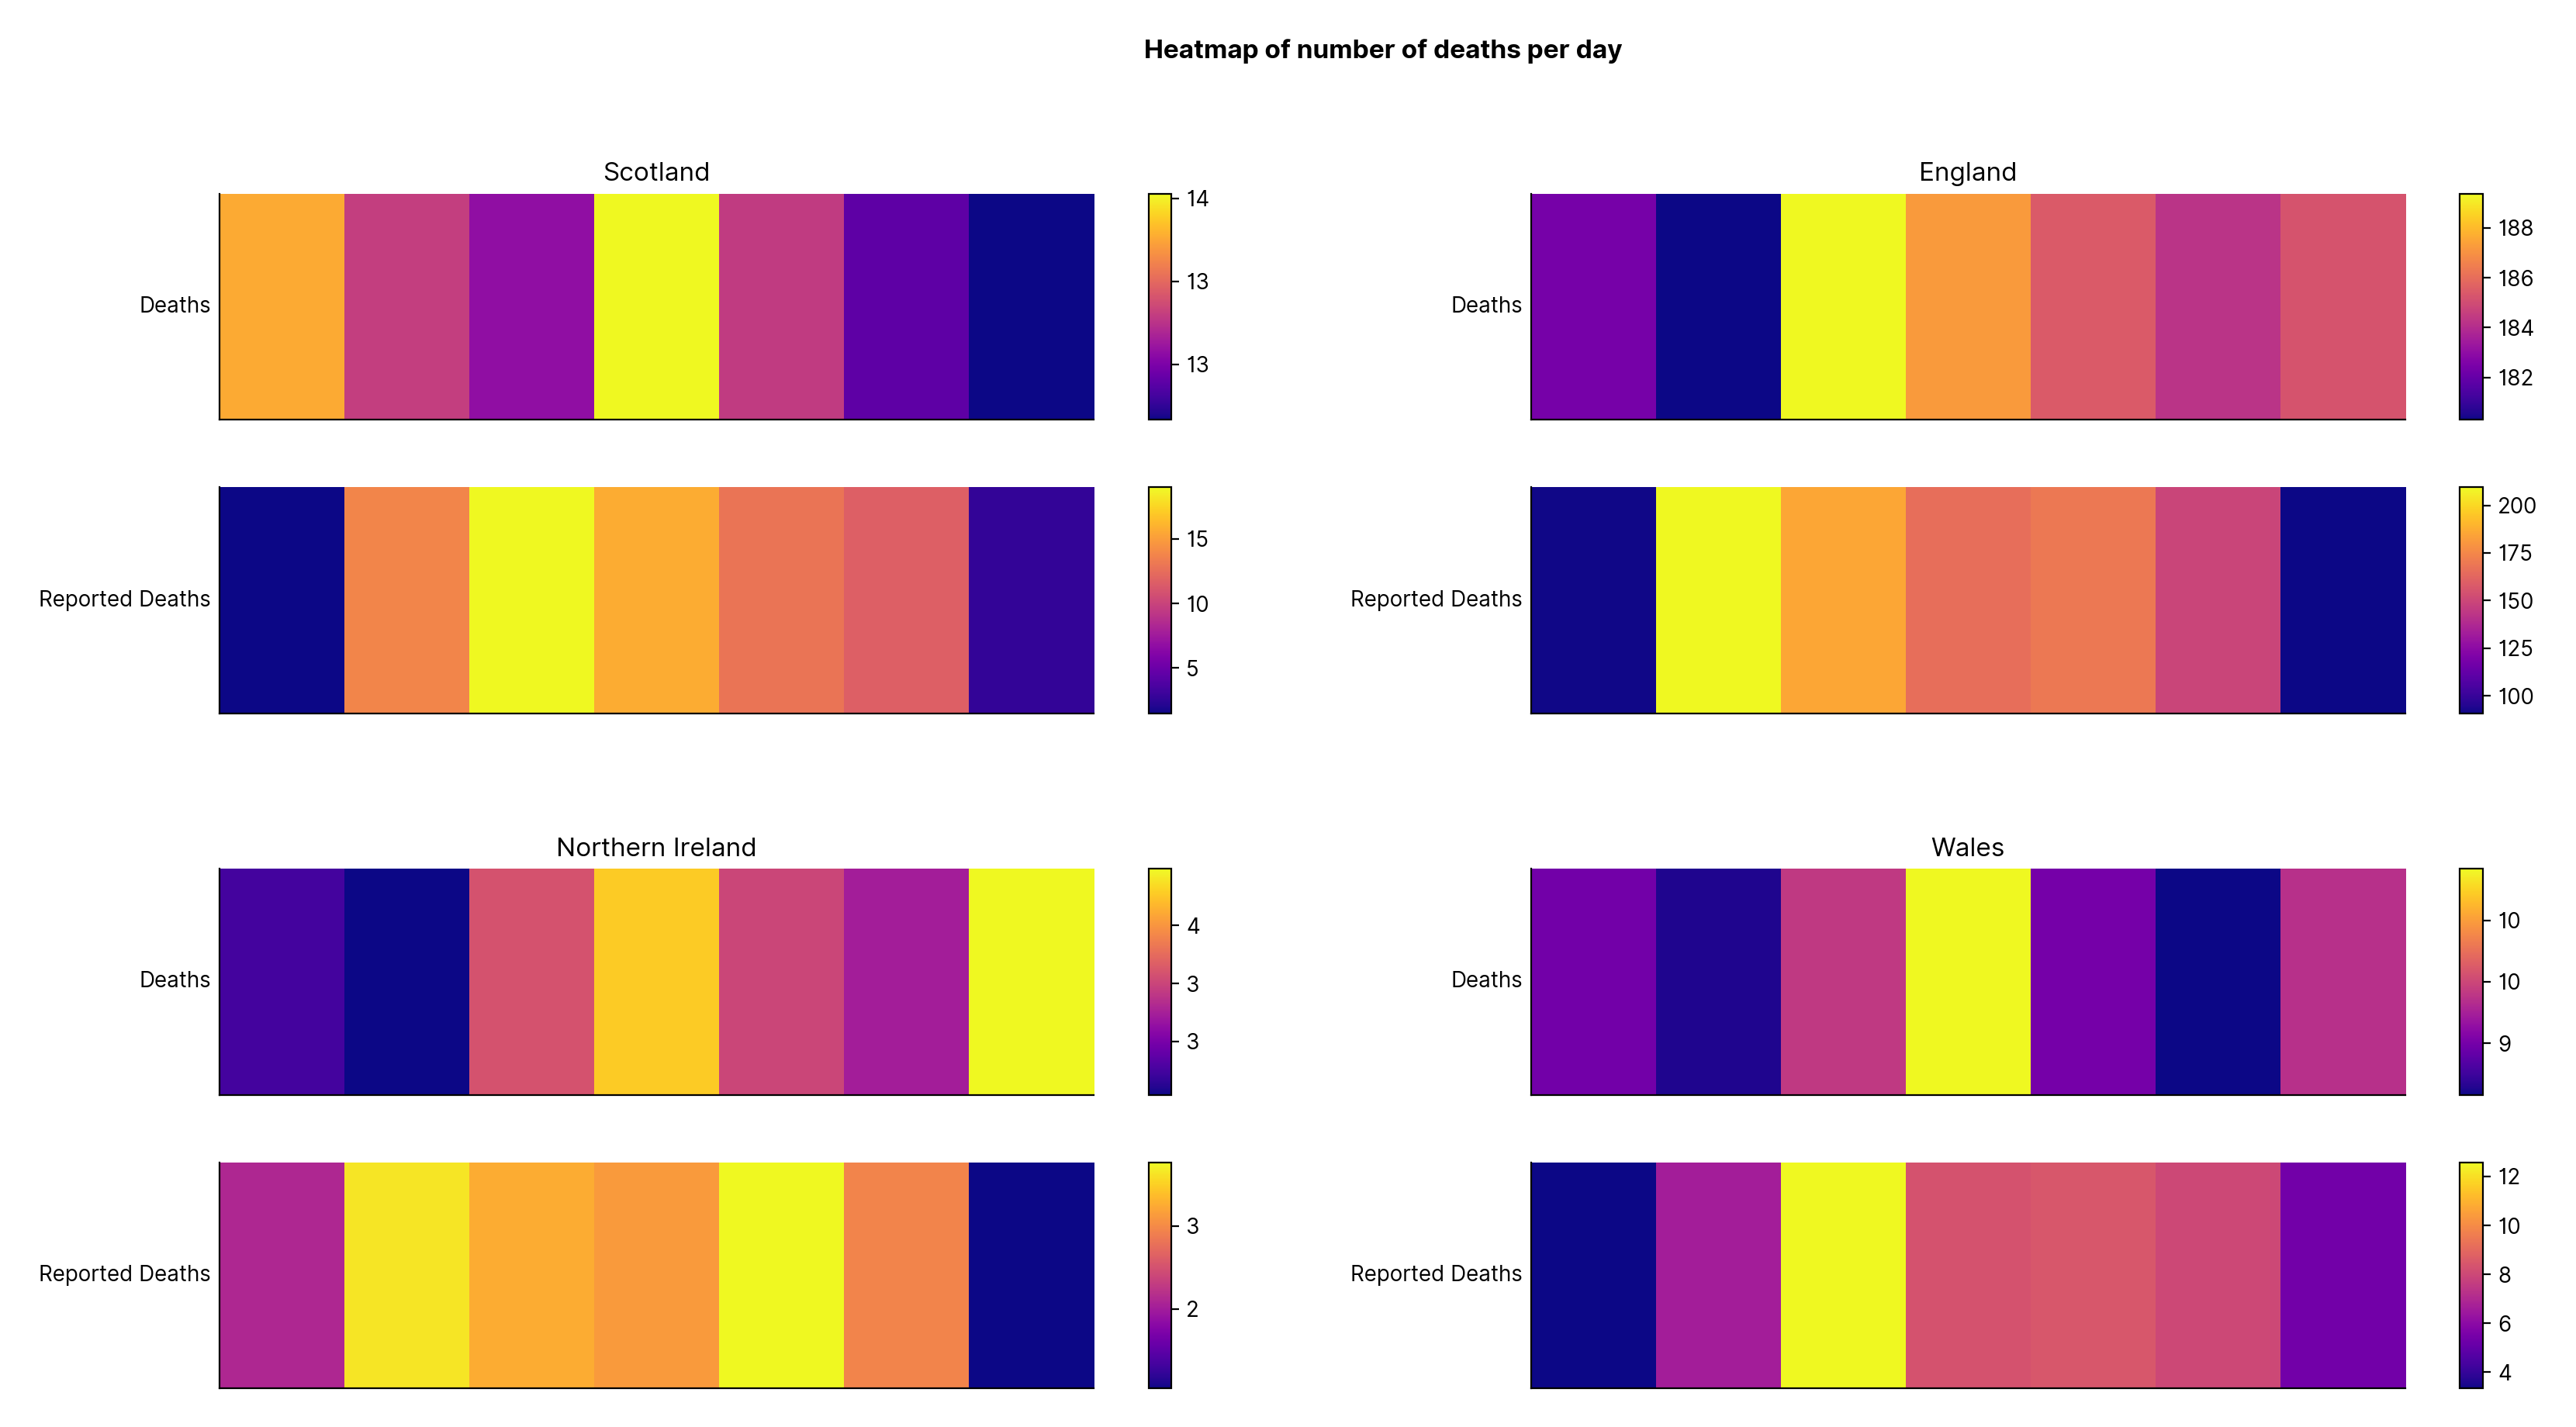 Heatmap of number of deaths per day
Scotland
Deaths
14
13
13
Reported Deaths
15
10
5
England
Deaths
188
186
184
182
Reported Deaths
200
175
150
125
100
Northern Ireland
Deaths
4
3
3
Reported Deaths
3
2
Wales
Deaths
10
10
9
Reported Deaths
12
10
8
6
4